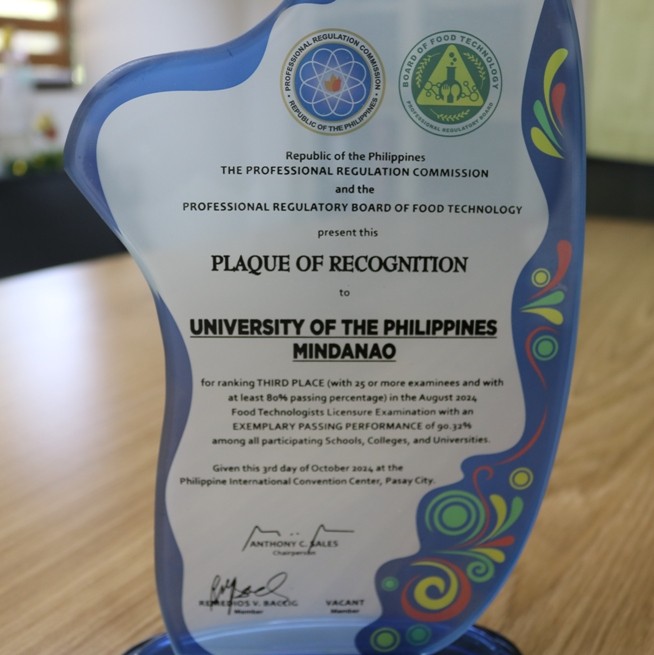 PROFESSIONAL REGULATION COMMISSION
REPUBLIC OF THE PHILIPPINES
BOARD OF FOOD TECHNOLOGY
PROFESSIONAL REGULATORY BOARD
Republic of the Philippines
THE PROFESSIONAL REGULATION COMMISSION
and the
PROFESSIONAL REGULATORY BOARD OF FOOD TECHNOLOGY
present this
PLAQUE OF RECOGNITION
to
UNIVERSITY OF THE PHILIPPINES
MINDANAO
for ranking THIRD PLACE (with 25 or more examinees and with
at least 80% passing percentage) in the August 2024
Food Technologists Licensure Examination with an
EXEMPLARY PASSING PERFORMANCE of 90.32%
among all participating Schools, Colleges, and Universities.
Given this 3rd day of October 2024 at the
Philippine International Convention Center, Pasay City.
ANTHONY C. SALES
Chairperson
REMEDIOS V. BACLIG
Member
VACANT
Member